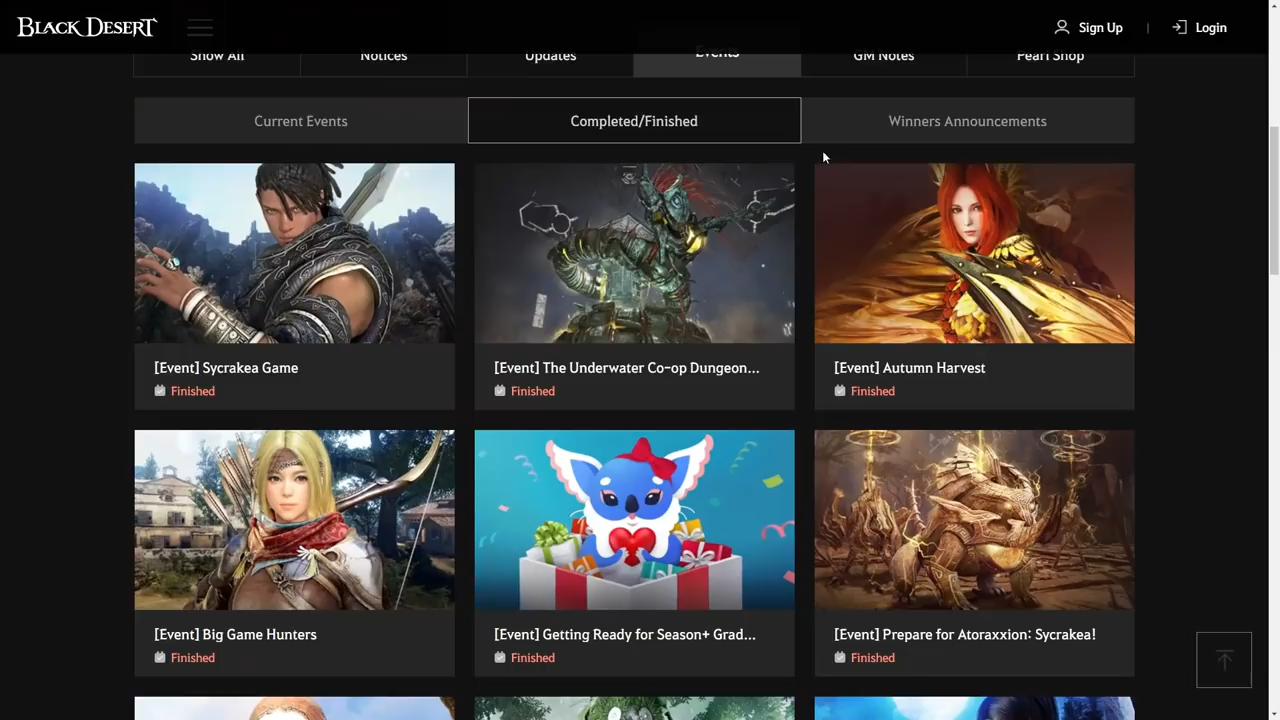 BLACK DESERT
Sign Up
Login
Show All
Notices
Updates
Events
GM Notes
Pearl Shop
Current Events
Completed/Finished
Winners Announcements
[Event] Sycrakea Game
Finished
[Event] The Underwater Co-op Dungeon...
Finished
[Event] Autumn Harvest
Finished
[Event] Big Game Hunters
Finished
[Event] Getting Ready for Season+ Grad...
Finished
[Event] Prepare for Atoraxxion: Sycrakea!
Finished